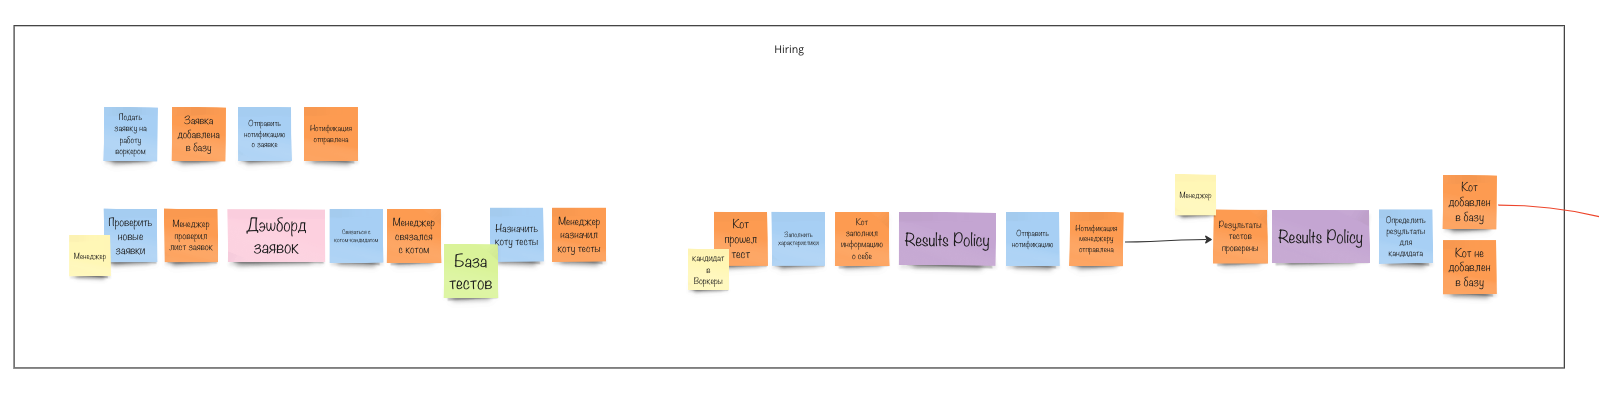 Hiring
Подать
заявку на
работу
воркером
Заявка
добавлена
в базу
Отправить
нотификацию
о заявке
Нотификация
отправлена
Менеджер
Проверить
новые
заявки
Менеджер
проверил
лист заявок
Дэшборд
заявок
Связаться с
котом кандидатом
Менеджер
связался
с котом
База
тестов
Назначить
коту тесты
Менеджер
назначил
коту тесты
кандидат
в
Воркеры
Кот
прошел
тест
Заполнить
характеристики
Кот
заполнил
информацию
о себе
Results Policy
Отправить
нотификацию
Нотификация
менеджеру
отправлена
Менеджер
Результаты
тестов
проверены
Results Policy
Определить
результаты
для
кандидата
Кот
добавлен
в базу
Кот не
добавлен
в базу